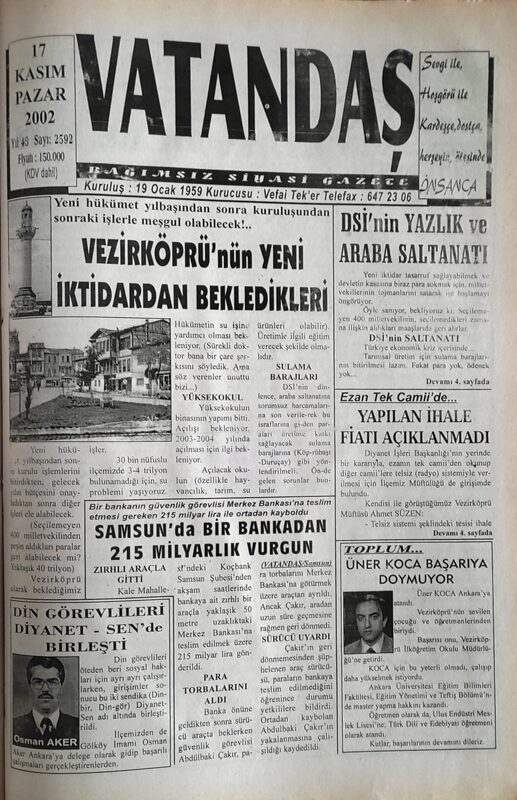 17
KASIM
PAZAR
2002
Yıl 43 Sayı: 2592
Fiyatı : 150.000
(KDV dahil)
VATANDAŞ
BAĞIMSIZ SİYASİ GAZETE
Kuruluş : 19 Ocak 1959 Kurucusu : Vefai Tek'er Telefax : 647 23 06
Sevgi ile,
Hoşgörü ile
Kardeşçe, dostça,
herşeyin, ötesinde
ÖNSANCA
Yeni hükümet yılbaşından sonra kuruluşundan
sonraki işlerle meşgul olabilecek!..
VEZİRKÖPRÜ'nün YENİ
İKTİDARDAN BEKLEDİKLERİ
Hükümetin su işine
yardımcı olması bek-
leniyor. (Sürekli dok-
tor bana bir çare şar-
kısını söyledik. Ama
söz verenler unuttu
bizi...)
YÜKSEKOKUL
Yüksekokulun
binasının yapımı bitti.
Açılışı bekleniyor.
2003-2004 yılında
açılması için ilgi bek-
leniyor.
Açılacak oku-
lun (özellikle hay-
vancılık, tarım, su
ürünleri olabilir).
Üretimle ilgili eğitim
verecek şekilde olma-
lıdır.
SULAMA
BARAJLARI
DSİ'nin din-
lence, araba saltanatına
sorumsuz harcamaları-
na son verile-rek bu
israflarına gi-den par-
aları üretime katkı
sağlayacak sulama
barajlarına (Köp-rübaşı
-Duruçay) gibi yön-
lendirilmeli. Ön-de
gelen sorunlar bun-
lardır.
Yeni hükü-
yılbaşından son-
kurulu işlemlerini
bitirdikten, gelecek
bütçesini onay-
ladıktan sonra diğer
işleri ele alabilecek.
(Seçilemeyen
400 milletvekilinden
peşin aldıkları paralar
geri alınabilecek mi?
Yaklaşık 40 trilyon)
Vezirköprü
olarak beklediğimiz
işler.
30 bin nüfuslu
ilçemizde 3-4 trilyon
bulunamadığı için, su
problemi yaşıyoruz.
DSİ'nin YAZLIK ve
ARABA SALTANATI
Yeni iktidar tasarruf sağlayabilmek ve
devletin kasasına biraz para sokmak için, millet-
vekillerinin lojmanlarını satarak işe başlamayı
öngörüyor.
Öyle sanıyor, bekliyoruz ki. Seçileme-
yen 400 milletvekilinin, seçilemedikleri zama-
na ilişkin aldıkları maaşlarıda geri alırlar.
DSİ'nin SALTANATI
Türkiye ekonomik kriz içerisinde...
Tarımsal üretim için sulama barajları-
nın bitirilmesi lazım. Fakat para yok, ödenek
yok...
Devamı 4. sayfada
Ezan Tek Camii'de...
YAPILAN İHALE
FİATI AÇIKLANMADI
Diyanet İşleri Başkanlığı'nın yerinde
bir kararıyla, ezanın tek camii'den okunup
diğer camii'lere telsiz (radyo) sistemiyle veril-
mesi için İlçemiz Müftülüğü de girişimde
bulundu.
Kendisi ile görüştüğümüz Vezirköprü
Müftüsü Ahmet SÜZEN:
- Telsiz sistemi şeklindeki tesisi ihale
Devamı 4. sayfada
Bir bankanın güvenlik görevlisi Merkez Bankası'na teslim
etmesi gereken 215 milyar lira ile ortadan kayboldu
SAMSUN'da BİR BANKADAN
215 MİLYARLIK VURGUN
ZIRHLI ARAÇLA
GİTTİ
Kale Mahalle-
si'ndeki Koçbank
Samsun Şubesi'nden
akşam saatlerinde
bankaya ait zırhlı bir
araçla yaklaşık 50
metre uzaklıktaki
Merkez Bankası'na
teslim edilmek üzere
215 milyar lira gön-
derildi.
PARA
TORBALARINI
ALDI
Banka önüne
geldikten sonra sürü-
cü araçta beklerken
güvenlik görevlisi
Abdülbaki Çakır, pa-
(VATANDAŞ/Samsun)
ra torbalarını Merkez
Bankası'na götürmek
üzere araçtan ayrıldı.
Ancak Çakır, aradan
uzun süre geçmesine
rağmen geri dönmedi.
SÜRÜCÜ UYARDI
Çakır'ın geri
dönmemesinden şüp-
helenen araç sürücü-
sü, paraların bankaya
teslim edilmediğini
öğrenince durumu
yetkililere bildirdi.
Ortadan kaybolan
Abdulbaki Çakır'ın
yakalanmasına çalı-
şıldığı kaydedildi.
DİN GÖREVLİLERİ
DİYANET - SEN'de
BİRLEŞTİ
Din görevlileri
öteden beri sosyal hak-
ları için ayrı ayrı çalışır-
larken, girişimler so-
nucu bu iki sendika (Din-
bir, Din-gör) Diyanet-
Sen adı altında birleşti-
rildi.
İlçemizden de
Gölköy İmamı Osman
Aker Ankara'ya delege olarak gidip başarılı
çalışmaları gerçekleştirenlerden.
Osman AKER
TOPLUM...
ÜNER KOCA BAŞARIYA
DOYMUYOR
Üner KOCA Ankara'ya
atandı.
Vezirköprü'nün sevilen
çocuğu ve öğretmenlerinden
biriydi.
Başarısı onu, Vezirköp-
rü İlköğretim Okulu Müdürlü-
ğü'ne getirdi.
KOCA için bu yeterli olmadı, çalışıp
daha yükselmek istiyordu.
Ankara Üniversitesi Eğitim Bilimleri
Fakültesi, Eğitim Yönetimi ve Teftiş Bölümü'n-
de master yapma hakkını kazandı.
Öğretmen olarak da, Ulus Endüstri Mes-
lek Lisesi'ne; Türk Dili ve Edebiyatı öğretmeni
olarak atandı.
Kutlar, başarılarının devamını dileriz.